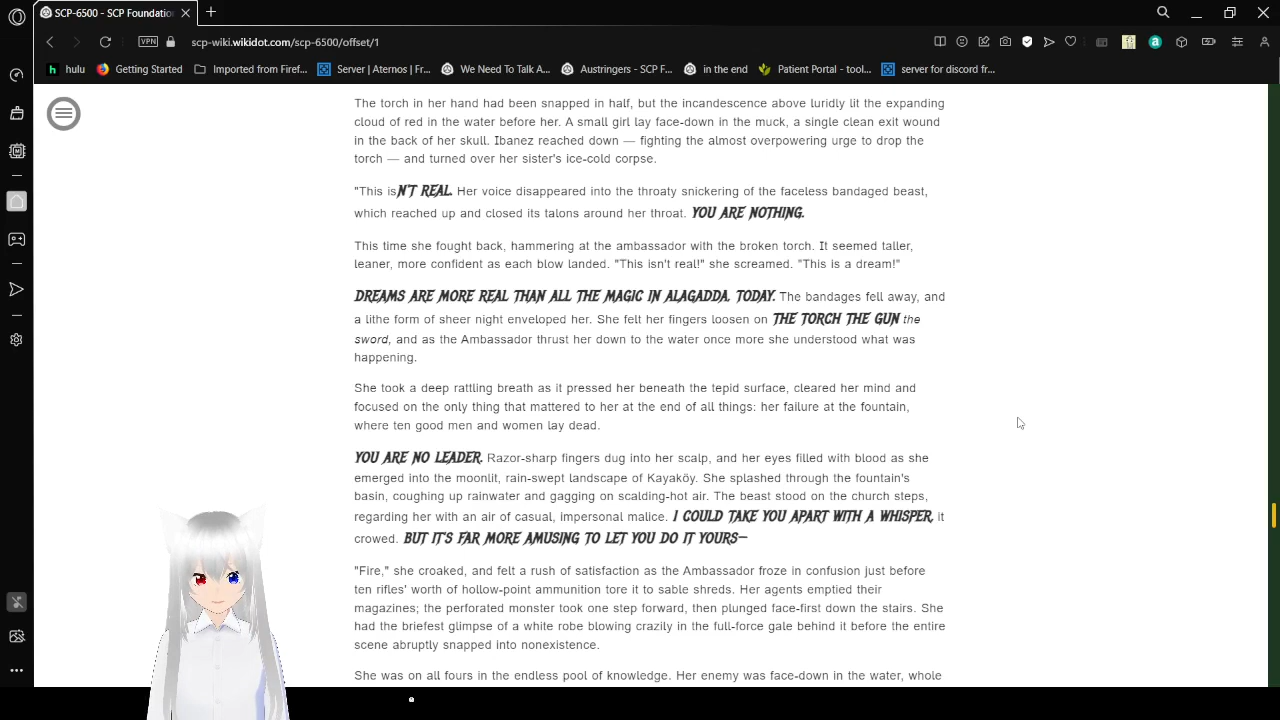 SCP-6500 - SCP Foundatio
VPN
scp-wiki.wikidot.com/scp-6500/offset/1
hulu
Getting Started
Imported from Firef...
Server | Aternos | Fr...
We Need To Talk A...
Austringers - SCP F...
in the end
Patient Portal - tool...
server for discord fr...
The torch in her hand had been snapped in half, but the incandescence above luridly lit the expanding
cloud of red in the water before her. A small girl lay face-down in the muck, a single clean exit wound
in the back of her skull. Ibanez reached down — fighting the almost overpowering urge to drop the
torch — and turned over her sister's ice-cold corpse.
"This isN'T REAL. Her voice disappeared into the throaty snickering of the faceless bandaged beast,
which reached up and closed its talons around her throat. YOU ARE NOTHING.
This time she fought back, hammering at the ambassador with the broken torch. It seemed taller,
leaner, more confident as each blow landed. "This isn't real!" she screamed. "This is a dream!"
DREAMS ARE MORE REAL THAN ALL THE MAGIC IN ALAGADDA, TODAY. The bandages fell away, and
a lithe form of sheer night enveloped her. She felt her fingers loosen on THE TORCH THE GUN the
sword, and as the Ambassador thrust her down to the water once more she understood what was
happening.
She took a deep rattling breath as it pressed her beneath the tepid surface, cleared her mind and
focused on the only thing that mattered to her at the end of all things: her failure at the fountain,
where ten good men and women lay dead.
YOU ARE NO LEADER. Razor-sharp fingers dug into her scalp, and her eyes filled with blood as she
emerged into the moonlit, rain-swept landscape of Kayaköy. She splashed through the fountain's
basin, coughing up rainwater and gagging on scalding-hot air. The beast stood on the church steps,
regarding her with an air of casual, impersonal malice. I COULD TAKE YOU APART WITH A WHISPER, it
crowed. BUT IT'S FAR MORE AMUSING TO LET YOU DO IT YOURS—
"Fire," she croaked, and felt a rush of satisfaction as the Ambassador froze in confusion just before
ten rifles' worth of hollow-point ammunition tore it to sable shreds. Her agents emptied their
magazines; the perforated monster took one step forward, then plunged face-first down the stairs. She
had the briefest glimpse of a white robe blowing crazily in the full-force gale behind it before the entire
scene abruptly snapped into nonexistence.
She was on all fours in the endless pool of knowledge. Her enemy was face-down in the water, whole